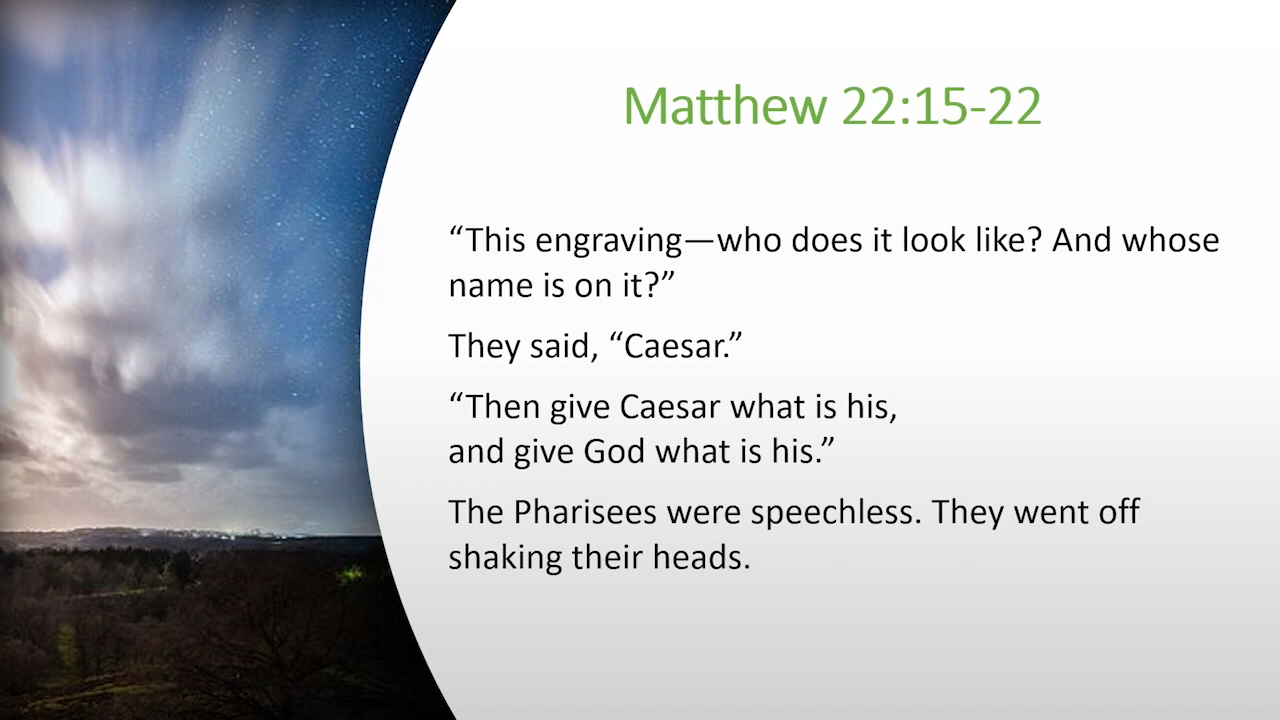 Matthew 22:15-22
“This engraving—who does it look like? And whose
name is on it?”
They said, “Caesar.”
“Then give Caesar what is his,
and give God what is his.”
The Pharisees were speechless. They went off
shaking their heads.